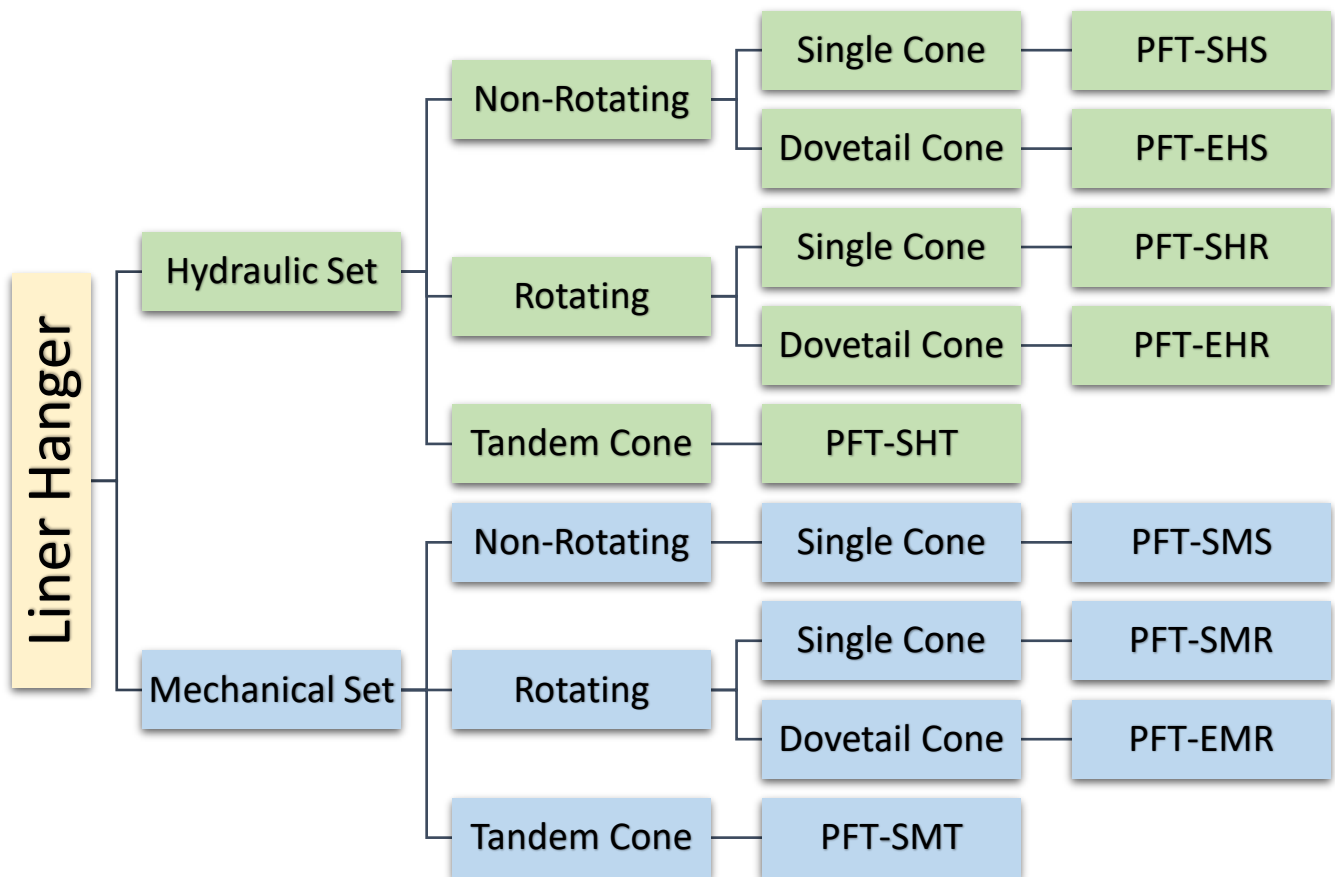 Liner Hanger
Hydraulic Set
Non-Rotating
Single Cone
PFT-SHS
Dovetail Cone
PFT-EHS
Rotating
Single Cone
PFT-SHR
Dovetail Cone
PFT-EHR
Tandem Cone
PFT-SHT
Mechanical Set
Non-Rotating
Single Cone
PFT-SMS
Rotating
Single Cone
PFT-SMR
Dovetail Cone
PFT-EMR
Tandem Cone
PFT-SMT